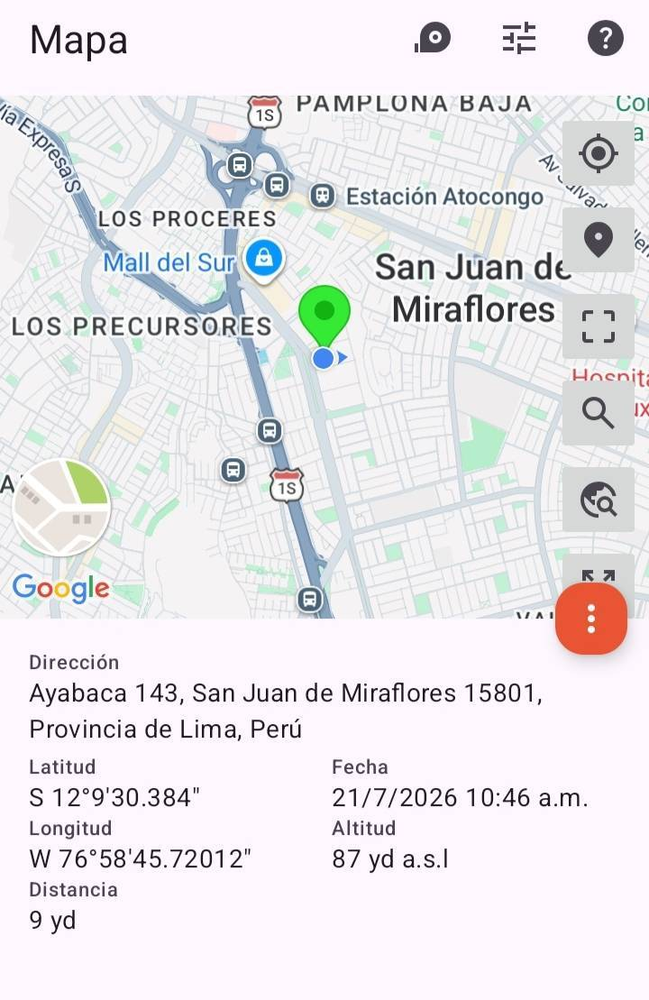 Mapa
PAMPLONA BAJA
1S
Vía Expresa S
Estación Atocongo
LOS PROCERES
Mall del Sur
San Juan de
Miraflores
LOS PRECURSORES
1S
Google
Dirección
Ayabaca 143, San Juan de Miraflores 15801,
Provincia de Lima, Perú
Latitud
S 12°9'30.384"
Fecha
21/7/2026 10:46 a.m.
Longitud
W 76°58'45.72012"
Altitud
87 yd a.s.l
Distancia
9 yd